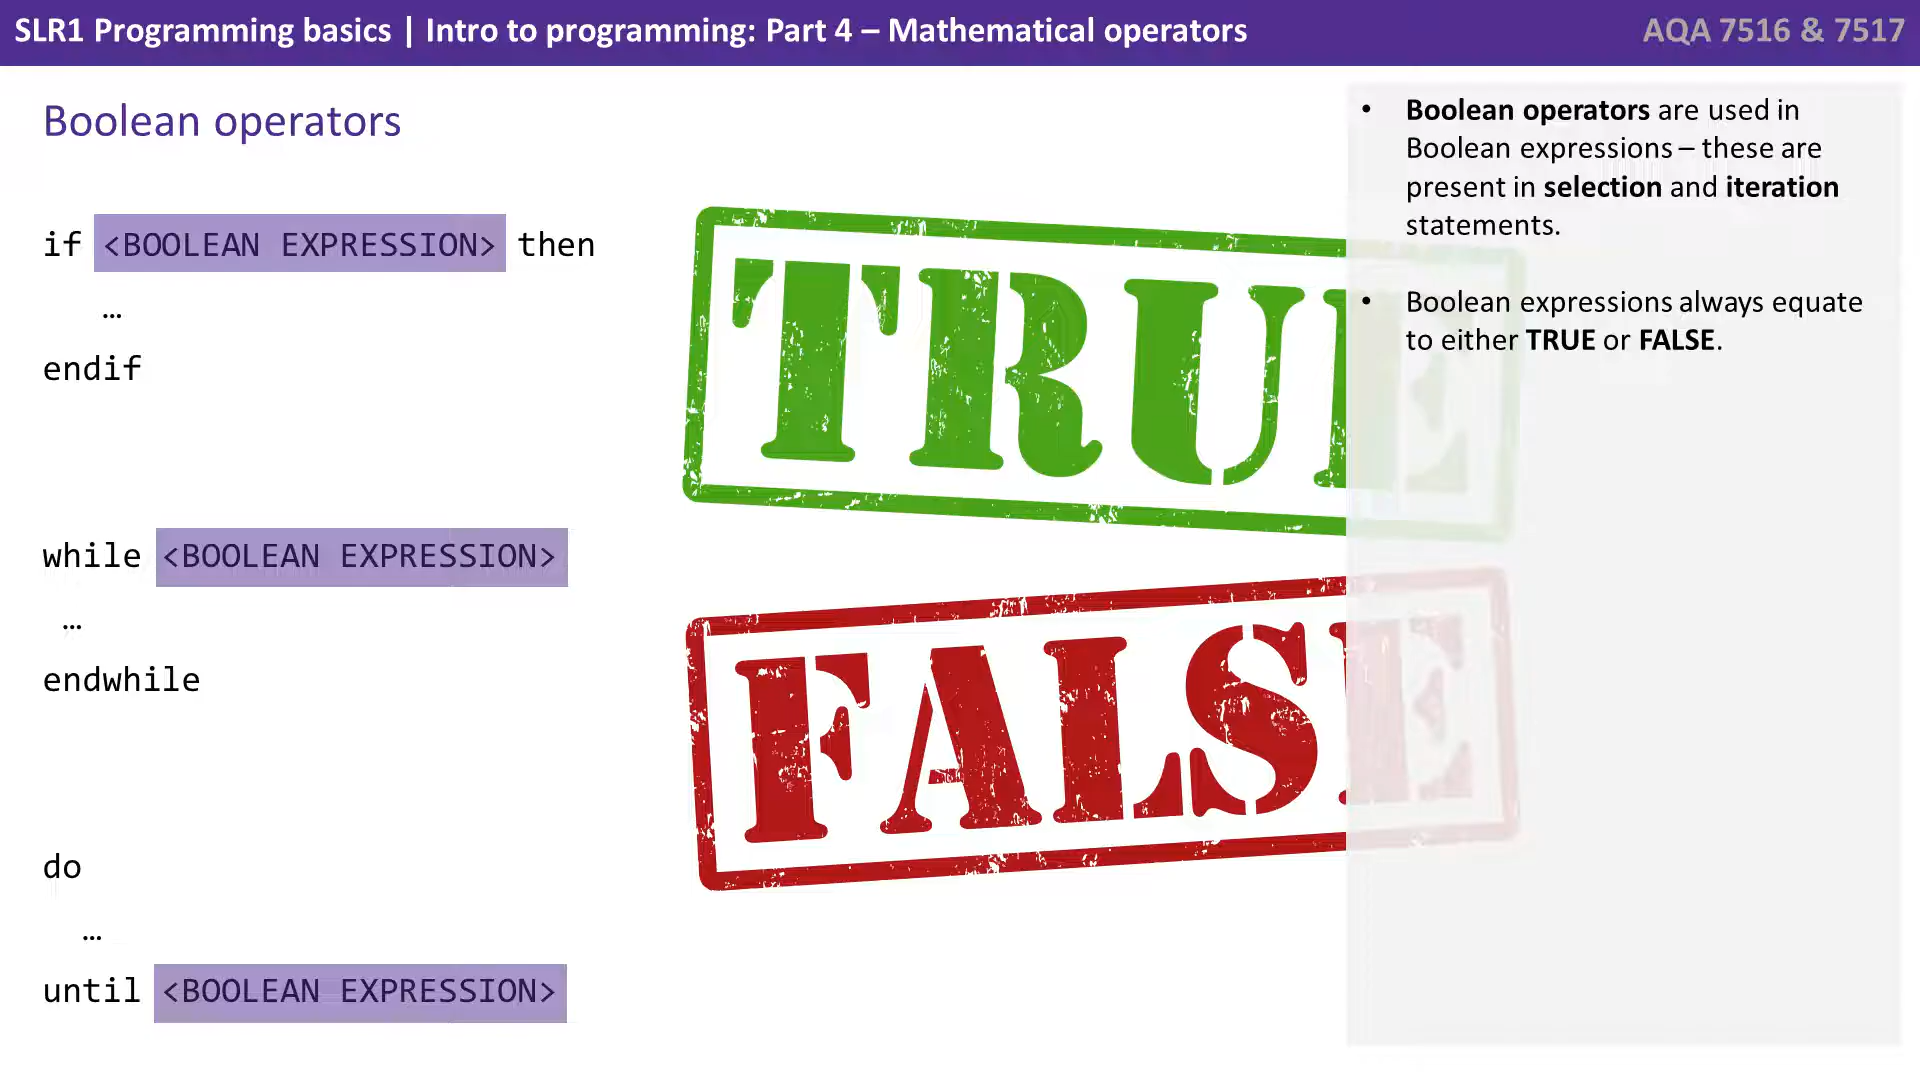 SLR1 Programming basics | Intro to programming: Part 4 – Mathematical operators
AQA 7516 & 7517
Boolean operators
if <BOOLEAN EXPRESSION> then
…
endif
while <BOOLEAN EXPRESSION>
…
endwhile
do
…
until <BOOLEAN EXPRESSION>
TRUE
FALSE
• Boolean operators are used in
Boolean expressions – these are
present in selection and iteration
statements.
• Boolean expressions always equate
to either TRUE or FALSE.